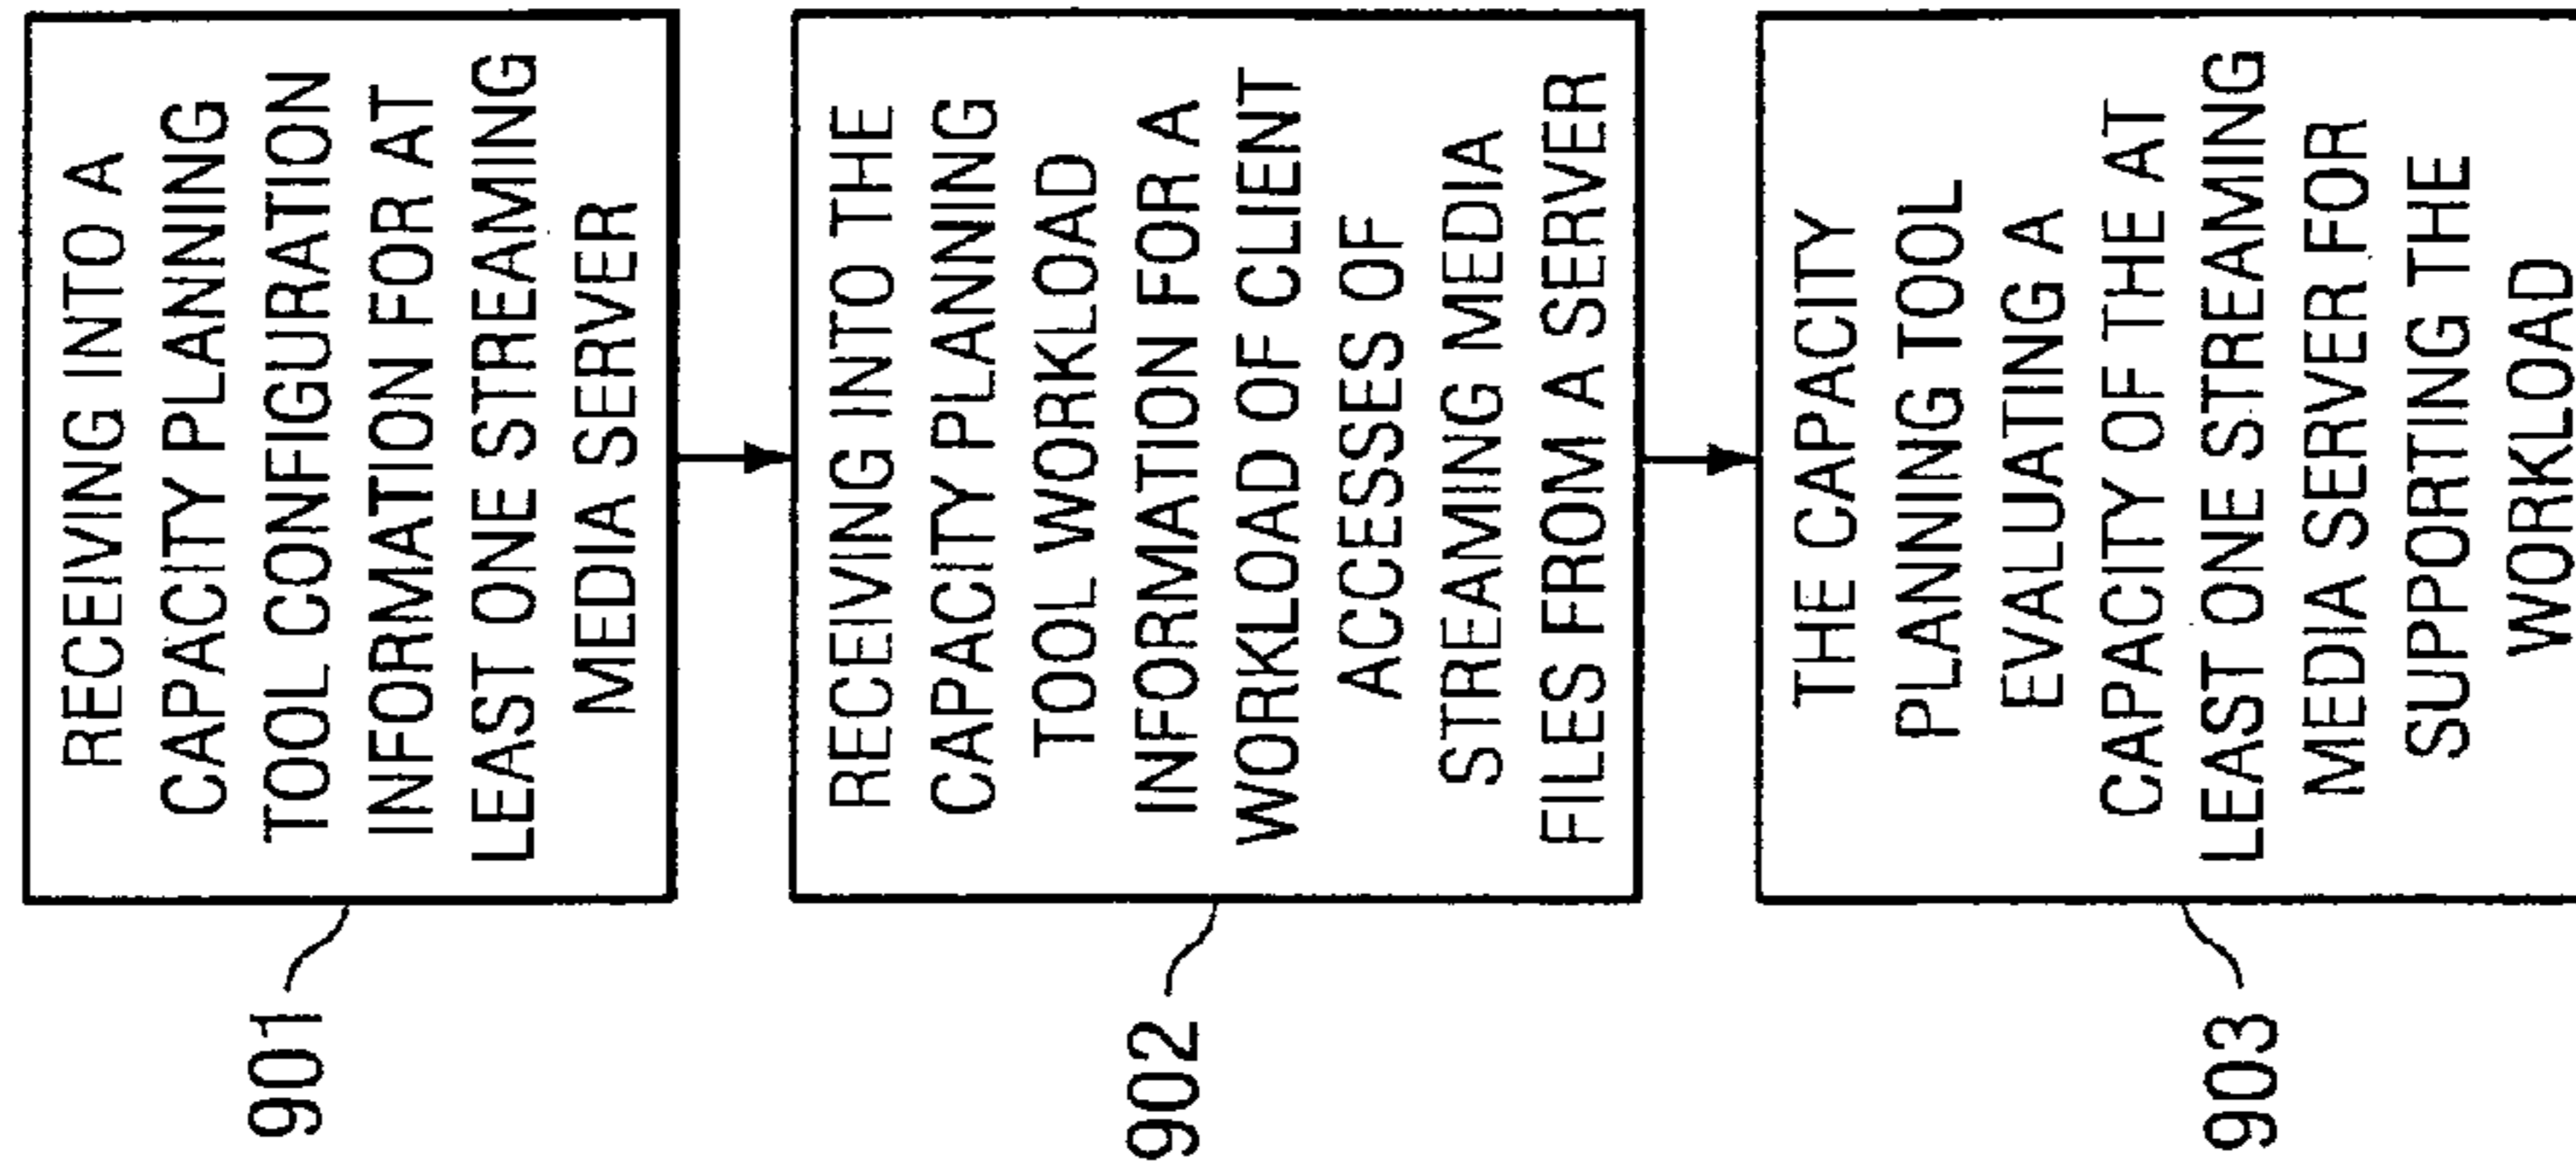 901
RECEIVING INTO A
CAPACITY PLANNING
TOOL CONFIGURATION
INFORMATION FOR AT
LEAST ONE STREAMING
MEDIA SERVER
902
RECEIVING INTO THE
CAPACITY PLANNING
TOOL WORKLOAD
INFORMATION FOR A
WORKLOAD OF CLIENT
ACCESSES OF
STREAMING MEDIA
FILES FROM A SERVER
903
THE CAPACITY
PLANNING TOOL
EVALUATING A
CAPACITY OF THE AT
LEAST ONE STREAMING
MEDIA SERVER FOR
SUPPORTING THE
WORKLOAD